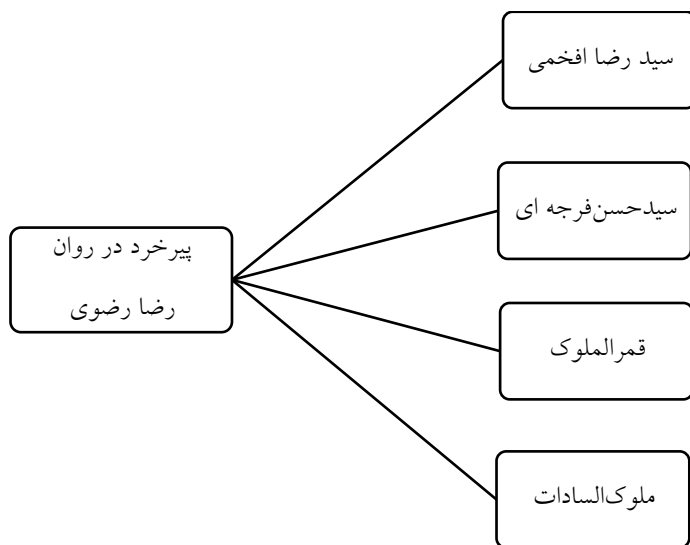 سید رضا افخمی
سیدحسن‌فرجه ای
پیرخرد در روان
رضا رضوی
قمرالملوک
ملوک‌السادات